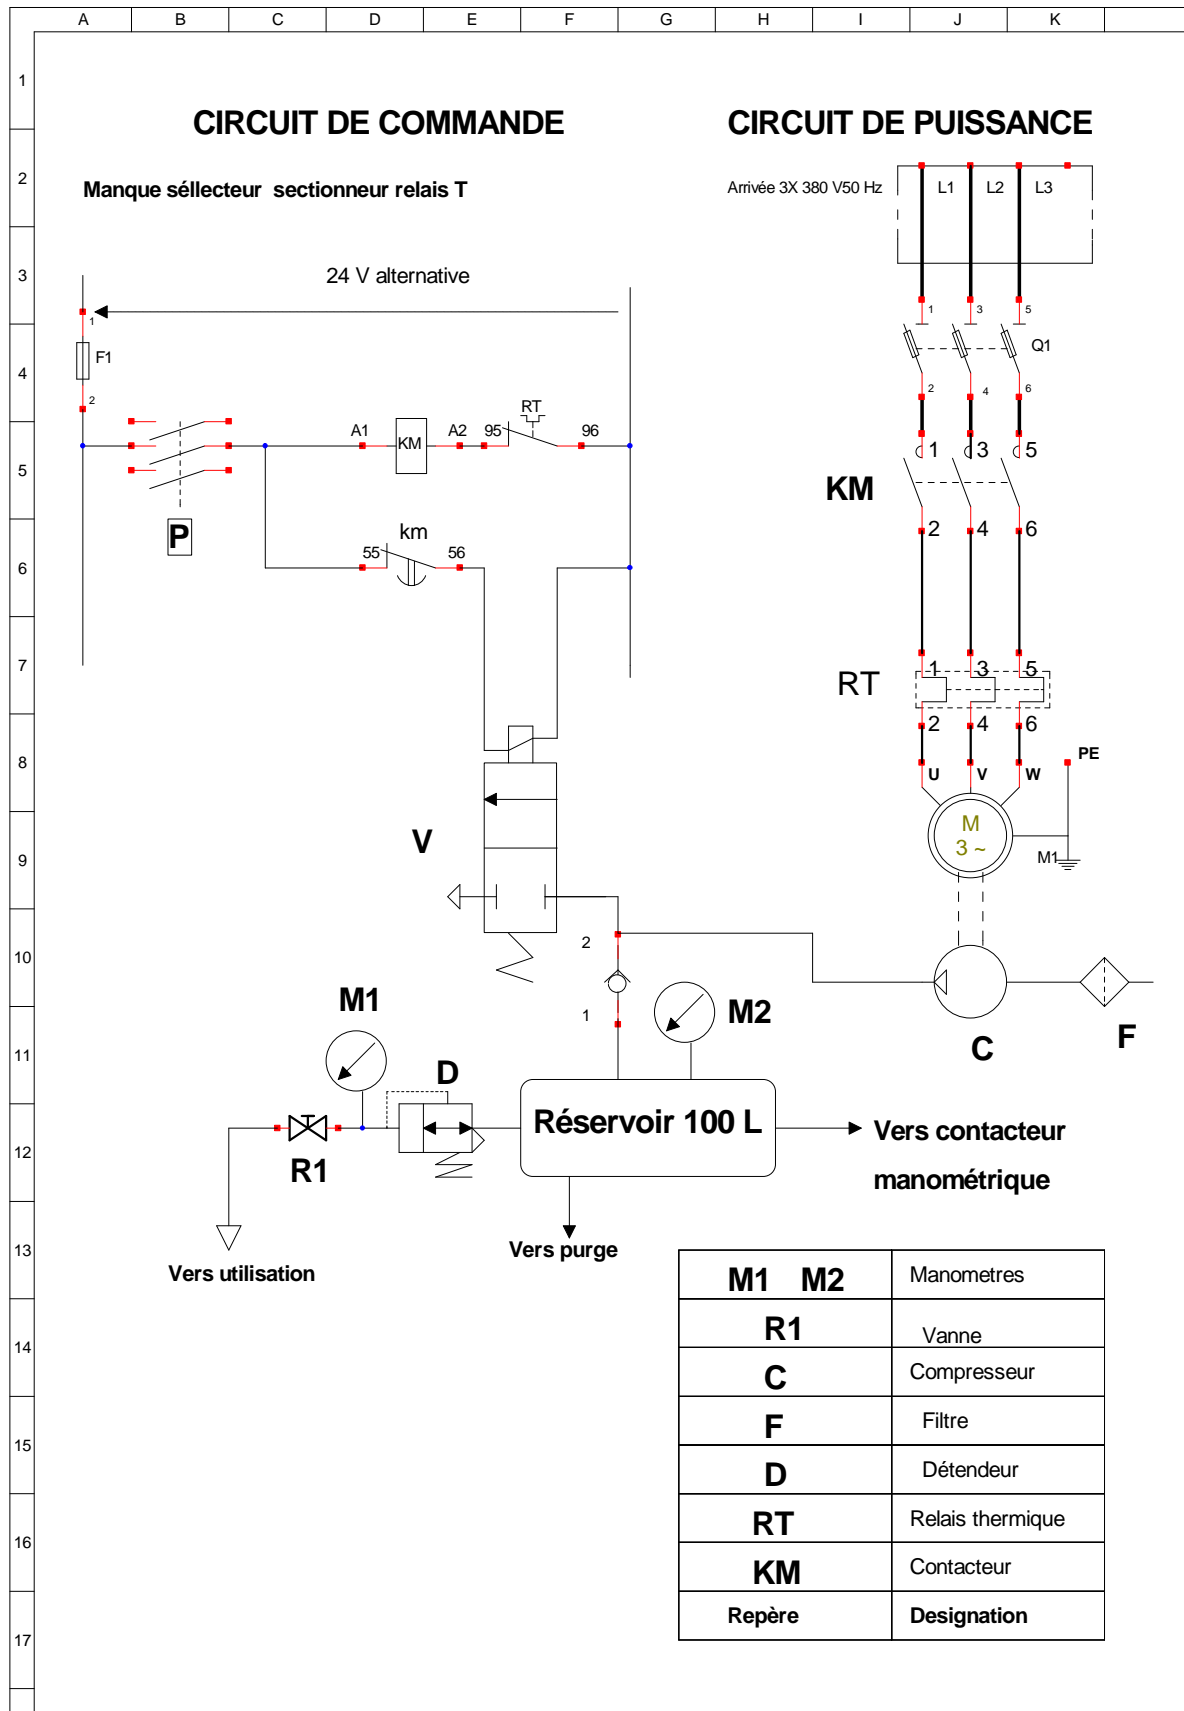 A B C D E F G H I J K
1
CIRCUIT DE COMMANDE CIRCUIT DE PUISSANCE
2
Manque séllecteur sectionneur relais T
Arrivée 3X 380 V50 Hz L1 L2 L3
3
24 V alternative
1 1 3 5
F1 Q1
4
2 2 4 6
RT
A1 KM A2 95 96 1 3 5
5
KM
P km 2 4 6
55 56
6
7
1 3 5
RT
2 4 6
8
U V W PE
V
M
3 ~
9
M1
2
10
M1 1 M2
C F
11
D
Réservoir 100 L
Vers contacteur
12
R1 manométrique
13
Vers purge
Vers utilisation
M1 M2 Manometres
14
R1 Vanne
C Compresseur
15
F Filtre
D Détendeur
16
RT Relais thermique
KM Contacteur
17
Repère Designation